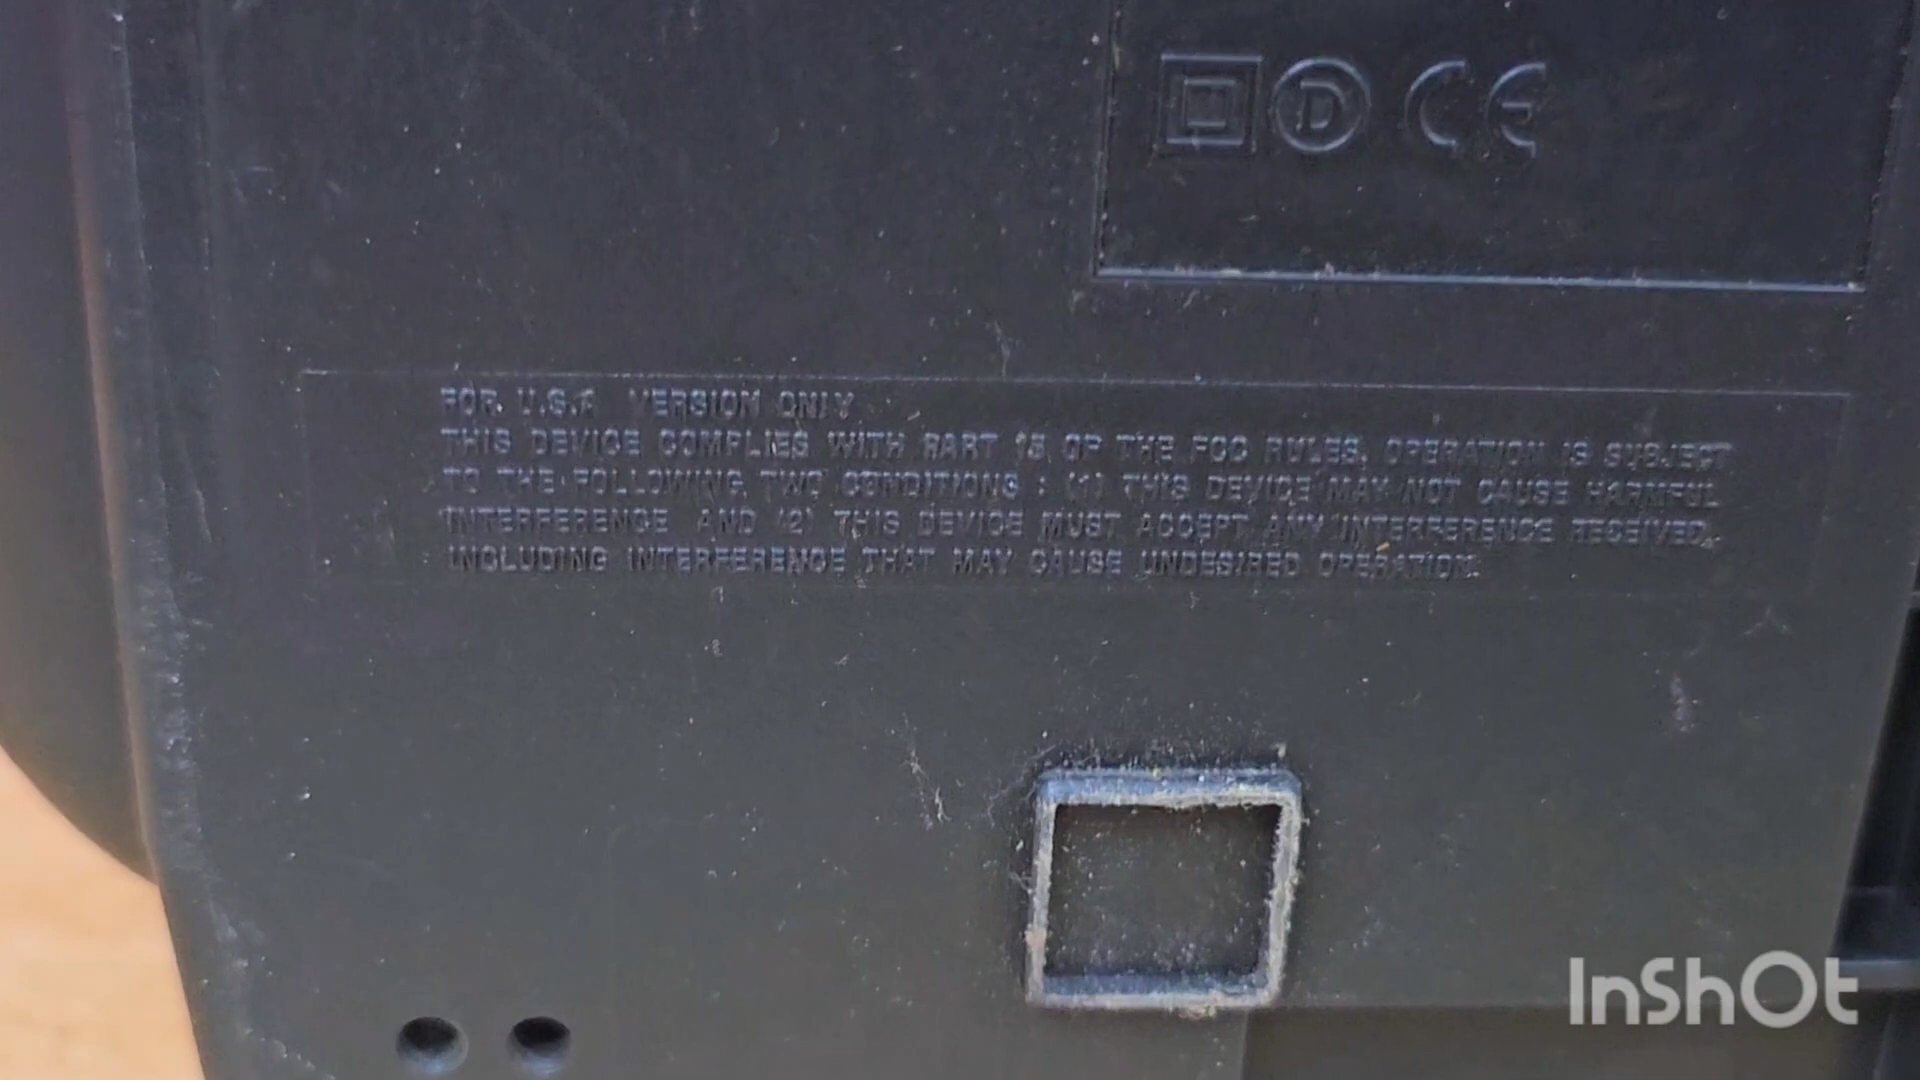 D CE
FOR U.S.A VERSION ONLY
THIS DEVICE COMPLIES WITH PART 15 OF THE FCC RULES. OPERATION IS SUBJECT
TO THE FOLLOWING TWO CONDITIONS : (1) THIS DEVICE MAY NOT CAUSE HARMFUL
INTERFERENCE AND (2) THIS DEVICE MUST ACCEPT ANY INTERFERENCE RECEIVED,
INCLUDING INTERFERENCE THAT MAY CAUSE UNDESIRED OPERATION.
InShOt